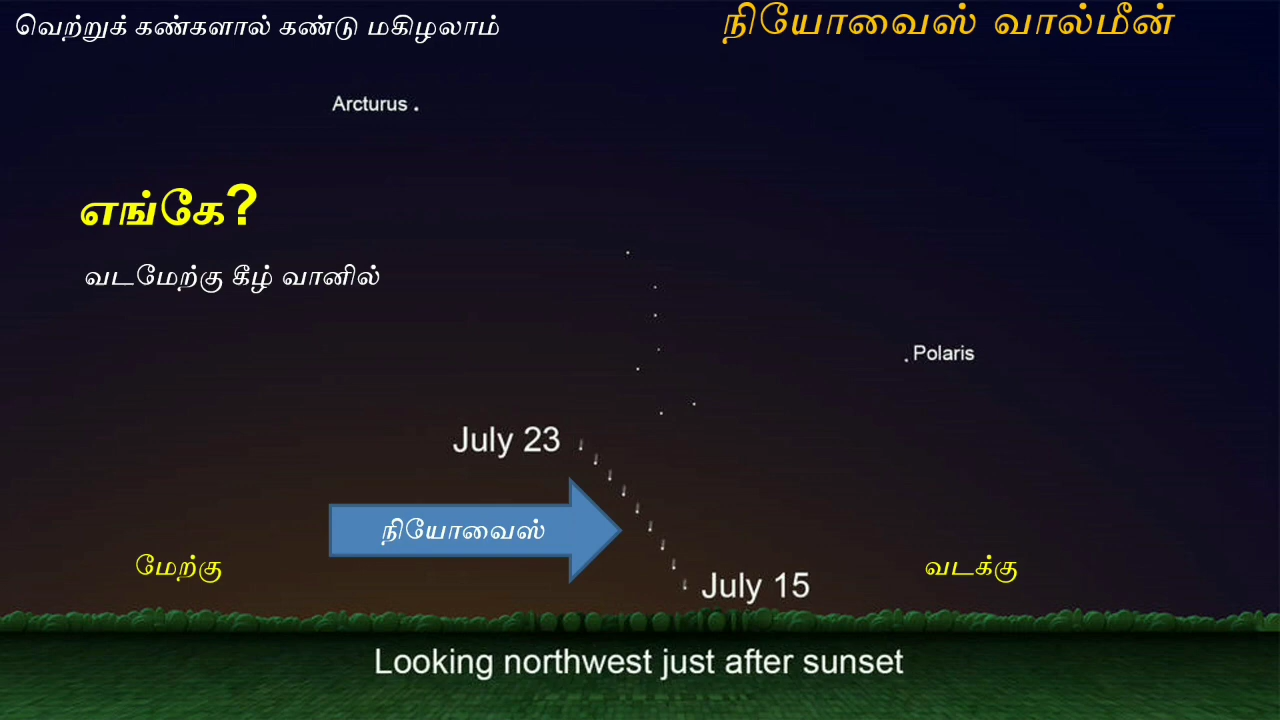 வெற்றுக் கண்களால் கண்டு மகிழலாம்
நியோவைஸ் வால்மீன்
Arcturus
எங்கே?
வடமேற்கு கீழ் வானில்
Polaris
July 23
நியோவைஸ்
மேற்கு
வடக்கு
July 15
Looking northwest just after sunset